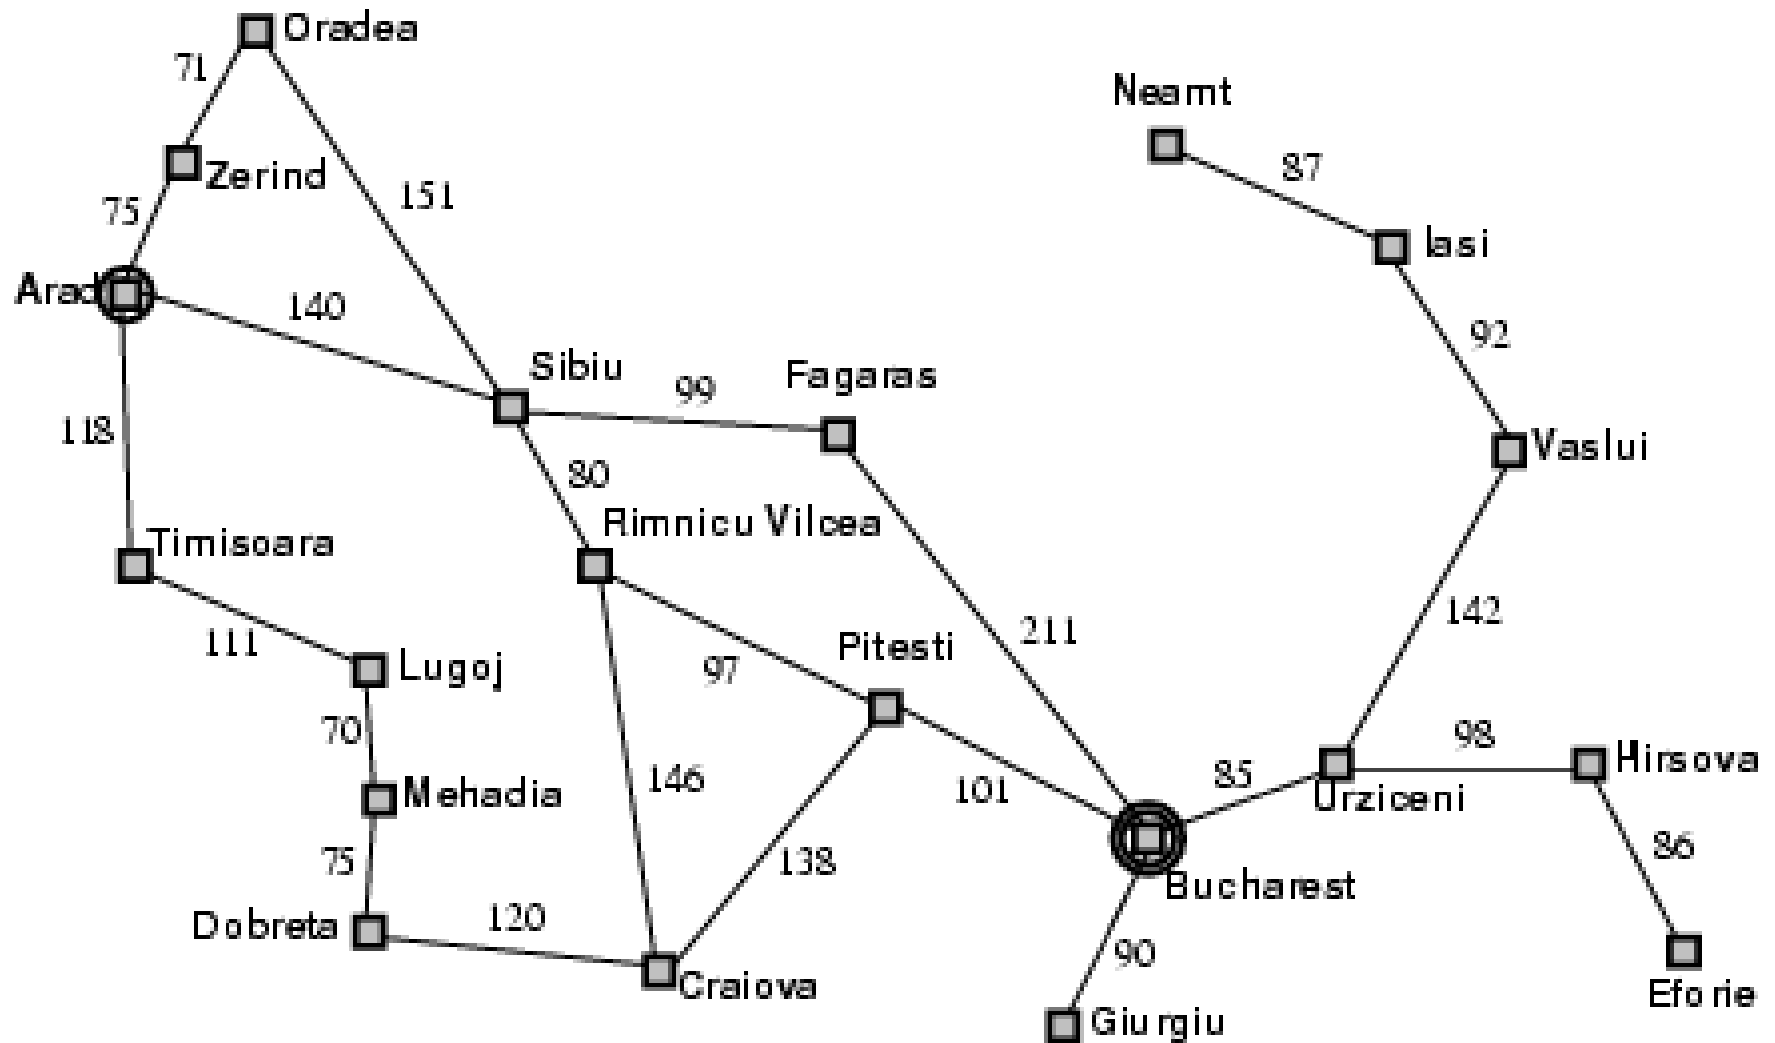 Oradea
71
Neamt
87
Zerind
151
75
Iasi
Arad
140
92
Sibiu
Fagaras
99
118
Vaslui
80
Rimnicu Vilcea
Timisoara
142
211
111
Pitesti
Lugoj
97
70
98
Hirsova
85
146
101
Urziceni
Mehadia
86
75
138
Bucharest
120
Dobreta
90
Craiova
Eforie
Giurgiu